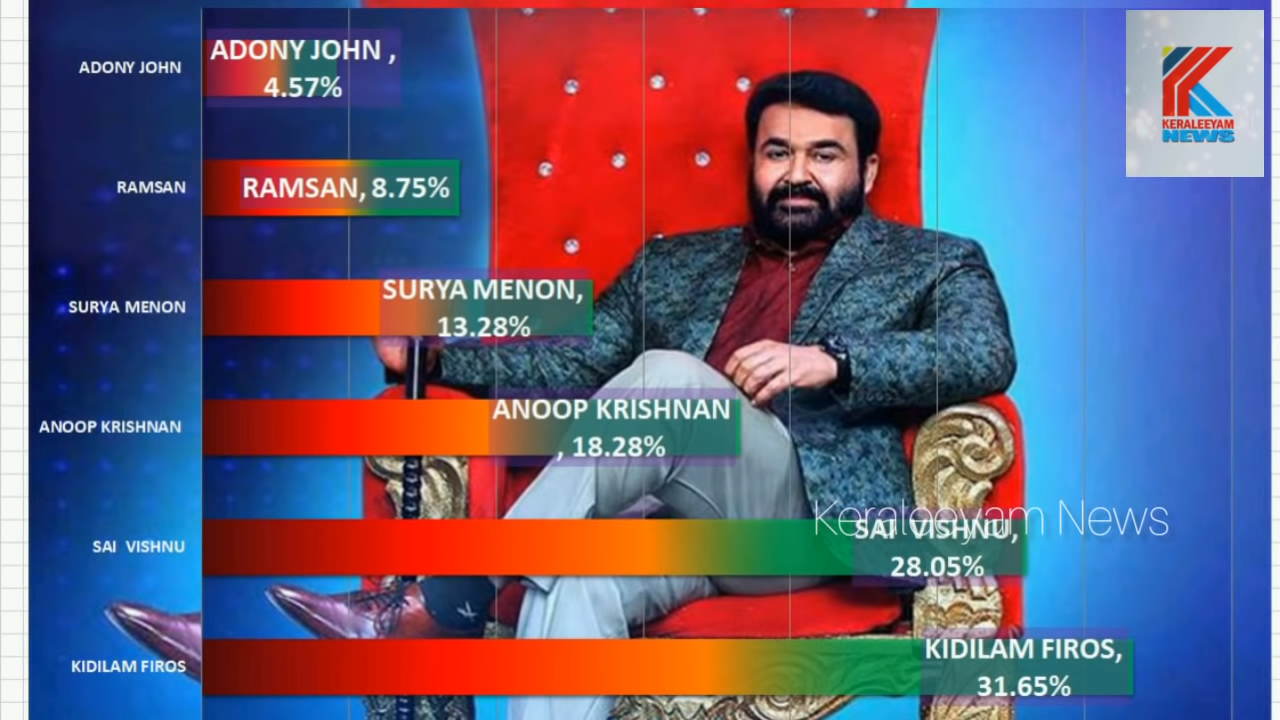 ADONY JOHN
ADONY JOHN ,
4.57%
KERALEEYAM
NEWS
RAMSAN
RAMSAN, 8.75%
SURYA MENON
SURYA MENON,
13.28%
ANOOP KRISHNAN
ANOOP KRISHNAN
, 18.28%
Keraleeyam News
SAI VISHNU
SAI VISHNU,
28.05%
KIDILAM FIROS
KIDILAM FIROS,
31.65%